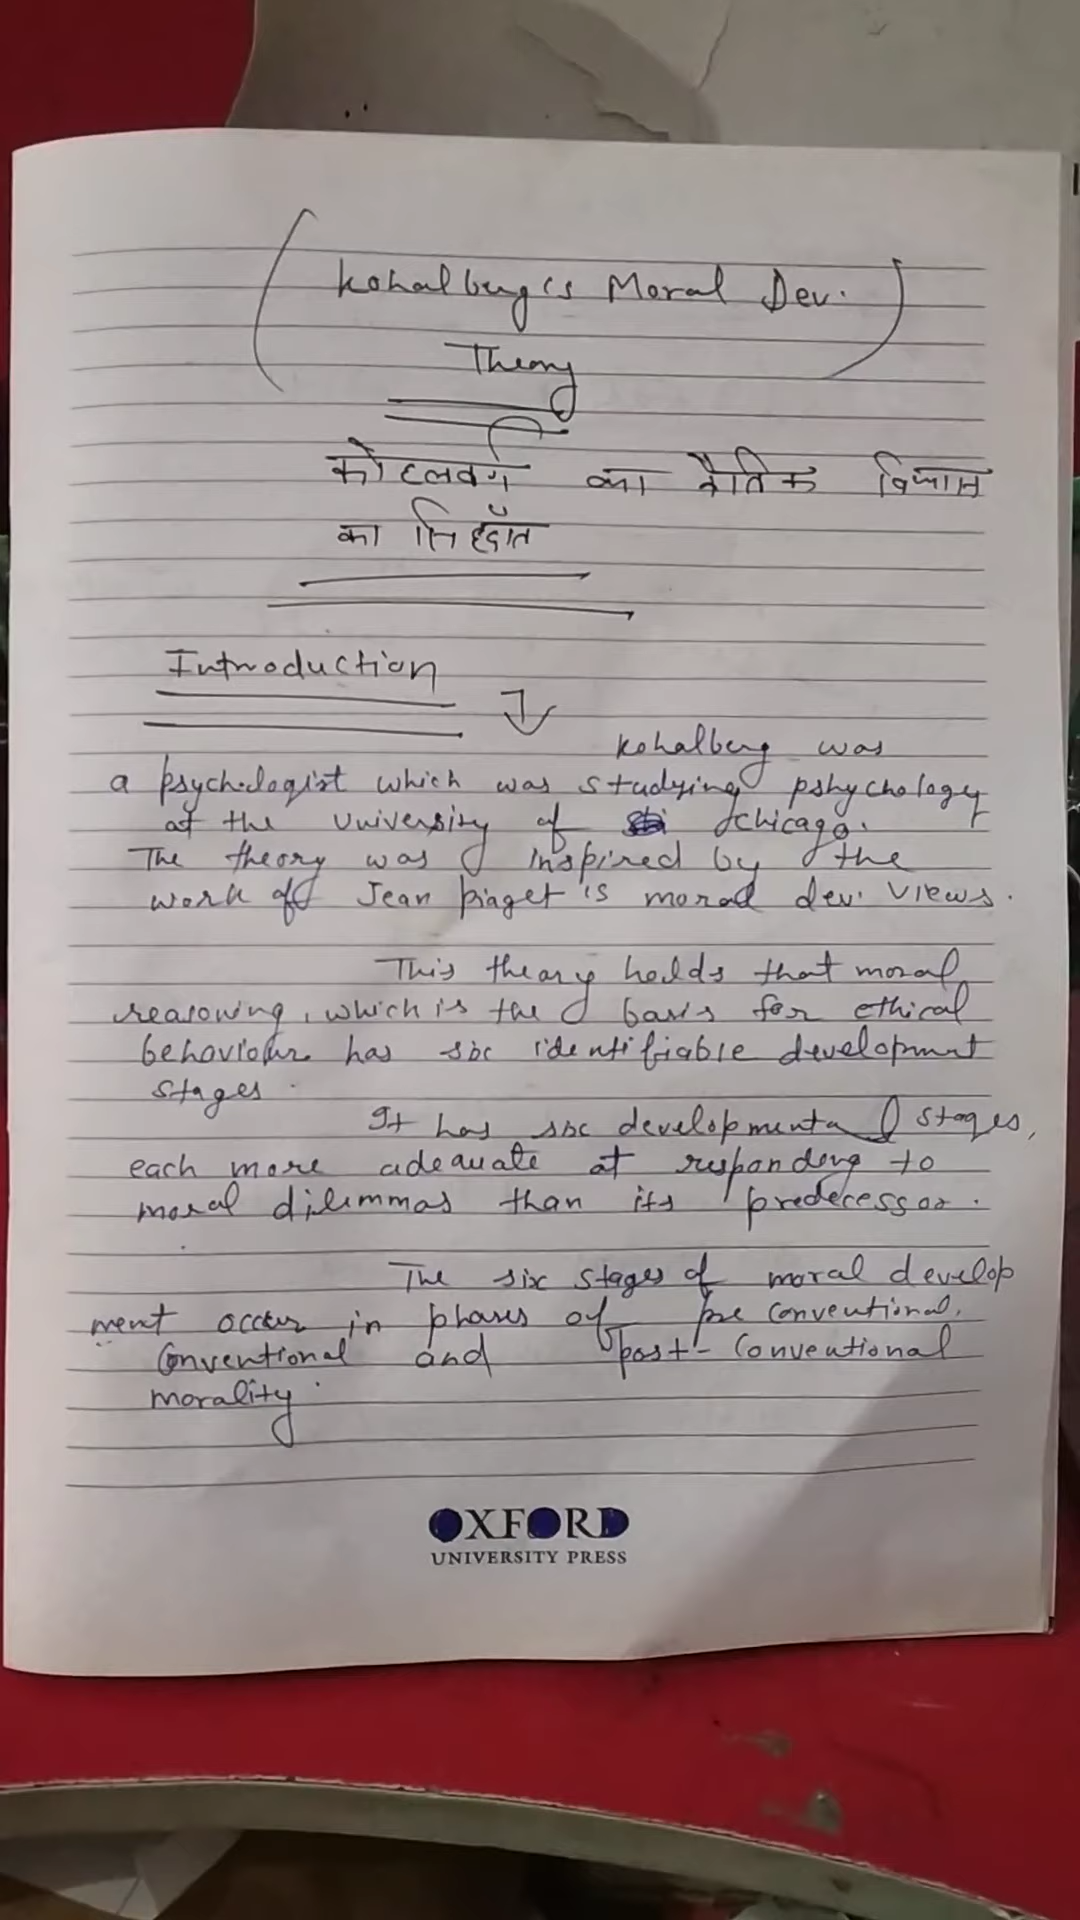 Kohalberg's Moral Dev.
Theory
कोहलवर्ग का नैतिक विकास
का सिद्दाँत
Introduction
Kohalberg was
a psychologist which was studying pshychology
at the University of Chicago.
The theory was inspired by the
work of Jean piaget's moral dev. views.
This theory holds that moral
reasoning, which is the basis for ethical
behaviour has six identifiable development
stages.
It has six developmental stages,
each more adequate at responding to
moral dilemmas than its predecessor.
The six stages of moral develop
ment occur in phases of pre conventional,
Conventional and post-Conventional
morality.
OXFORD
UNIVERSITY PRESS